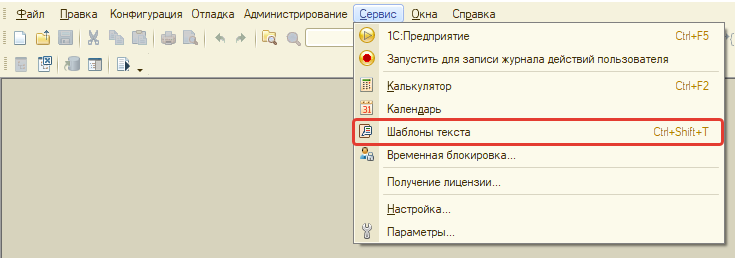 Файл Правка Конфигурация Отладка Администрирование Сервис Окна Справка
1С:Предприятие Ctrl+F5
Запустить для записи журнала действий пользователя
Калькулятор Ctrl+F2
31 Календарь
Шаблоны текста Ctrl+Shift+T
Временная блокировка...
Получение лицензии...
Настройка...
Параметры...